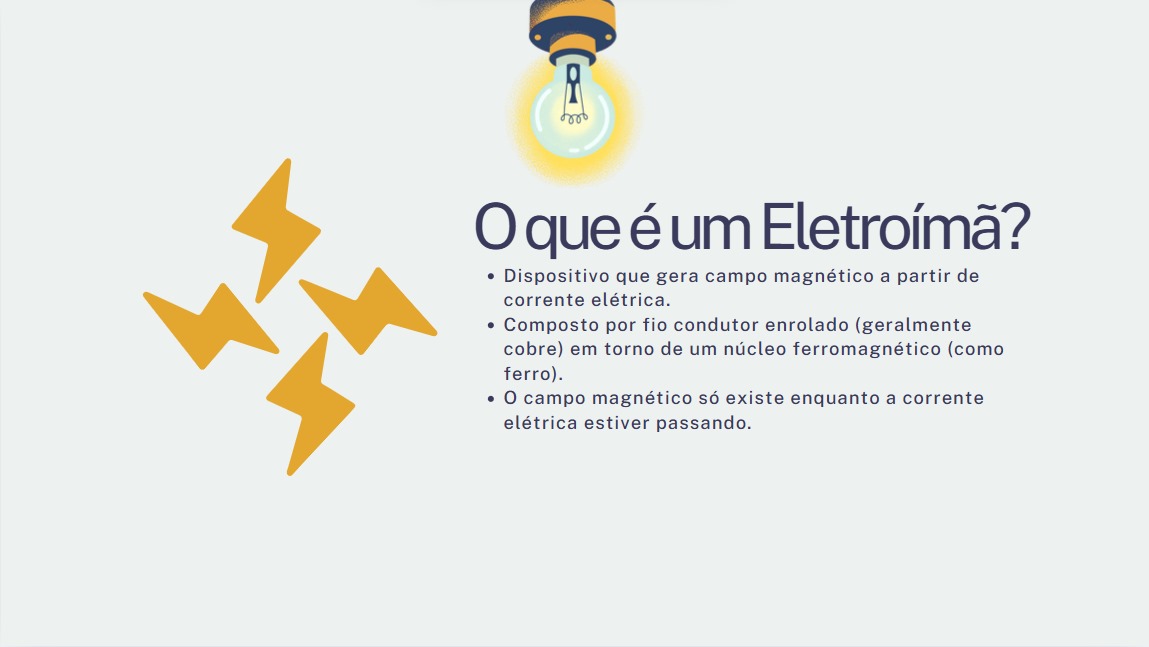 O que é um Eletroímã?
• Dispositivo que gera campo magnético a partir de
corrente elétrica.
• Composto por fio condutor enrolado (geralmente
cobre) em torno de um núcleo ferromagnético (como
ferro).
• O campo magnético só existe enquanto a corrente
elétrica estiver passando.